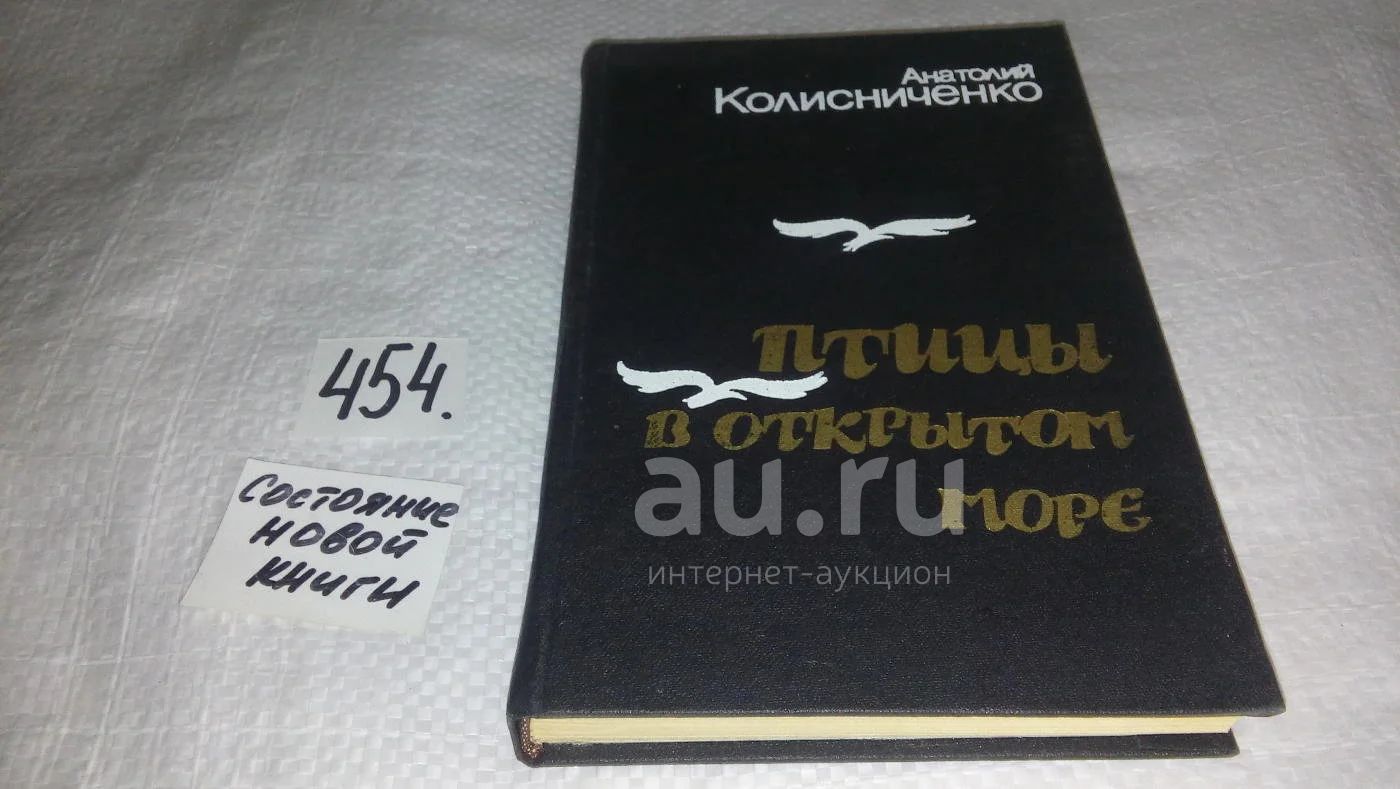 Анатолий
Колисниченко
птицы
в открытом
море
au.ru
интернет-аукцион
454.
Состояние
новой
книги